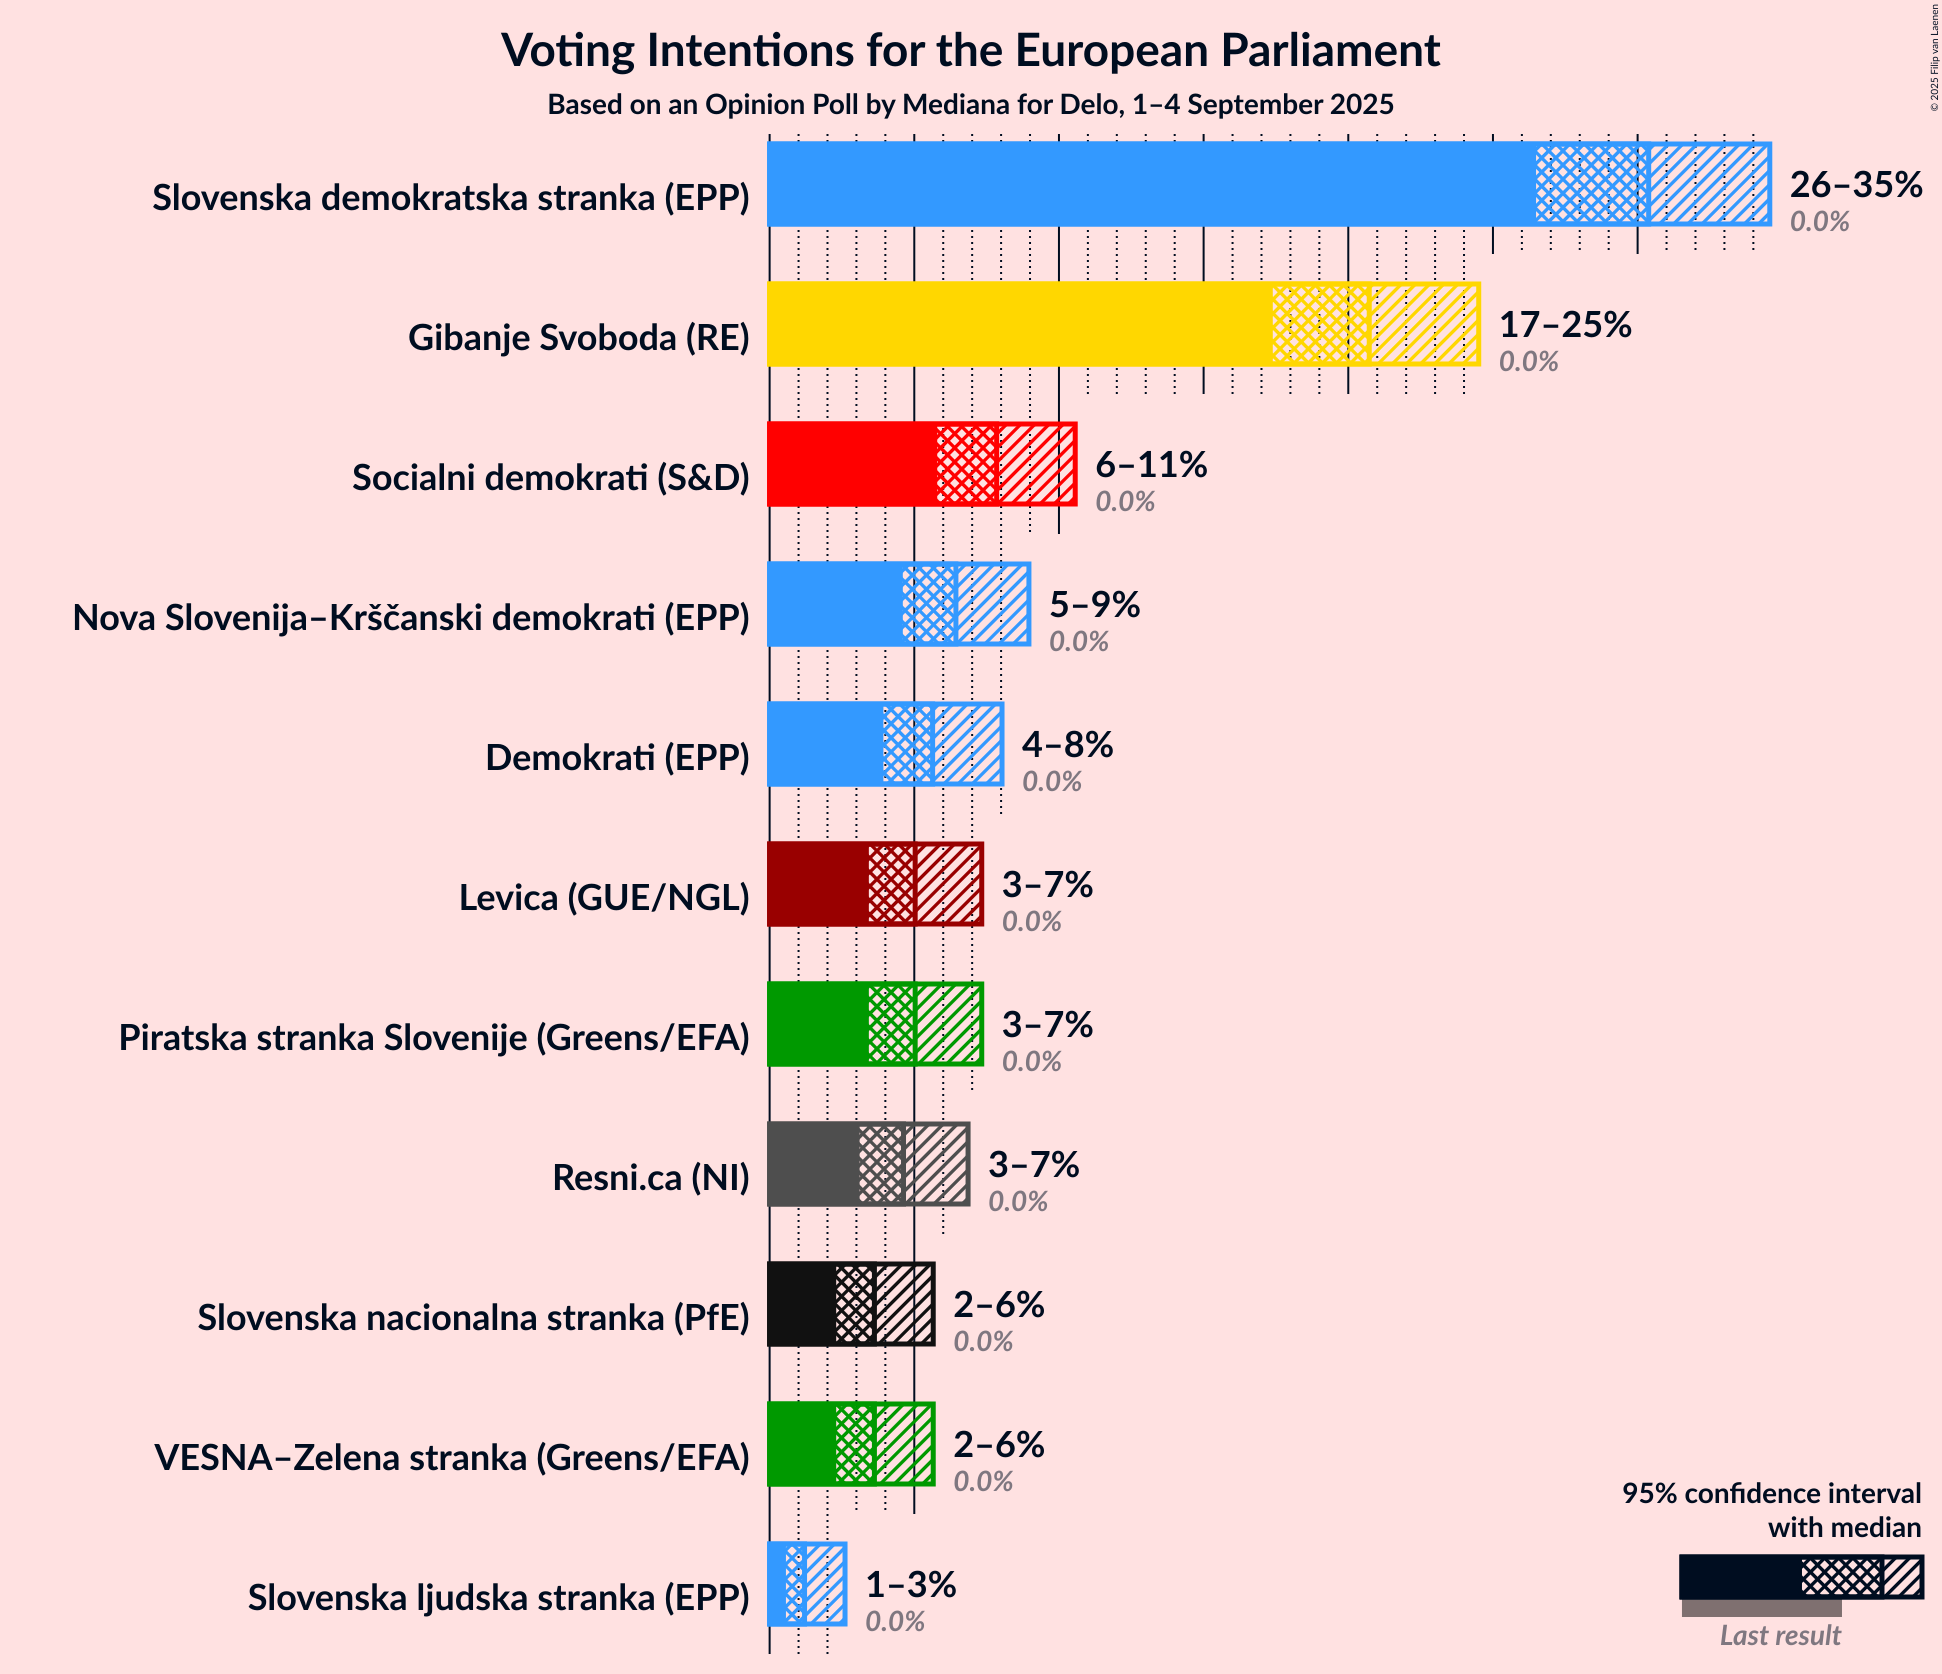 Voting Intentions for the European Parliament
Based on an Opinion Poll by Mediana for Delo, 1–4 September 2025
© 2025 Filip van Laenen
Slovenska demokratska stranka (EPP)
26–35%
0.0%
Gibanje Svoboda (RE)
17–25%
0.0%
Socialni demokrati (S&D)
6–11%
0.0%
Nova Slovenija–Krščanski demokrati (EPP)
5–9%
0.0%
Demokrati (EPP)
4–8%
0.0%
Levica (GUE/NGL)
3–7%
0.0%
Piratska stranka Slovenije (Greens/EFA)
3–7%
0.0%
Resni.ca (NI)
3–7%
0.0%
Slovenska nacionalna stranka (PfE)
2–6%
0.0%
VESNA–Zelena stranka (Greens/EFA)
2–6%
0.0%
Slovenska ljudska stranka (EPP)
1–3%
0.0%
95% confidence interval
with median
Last result